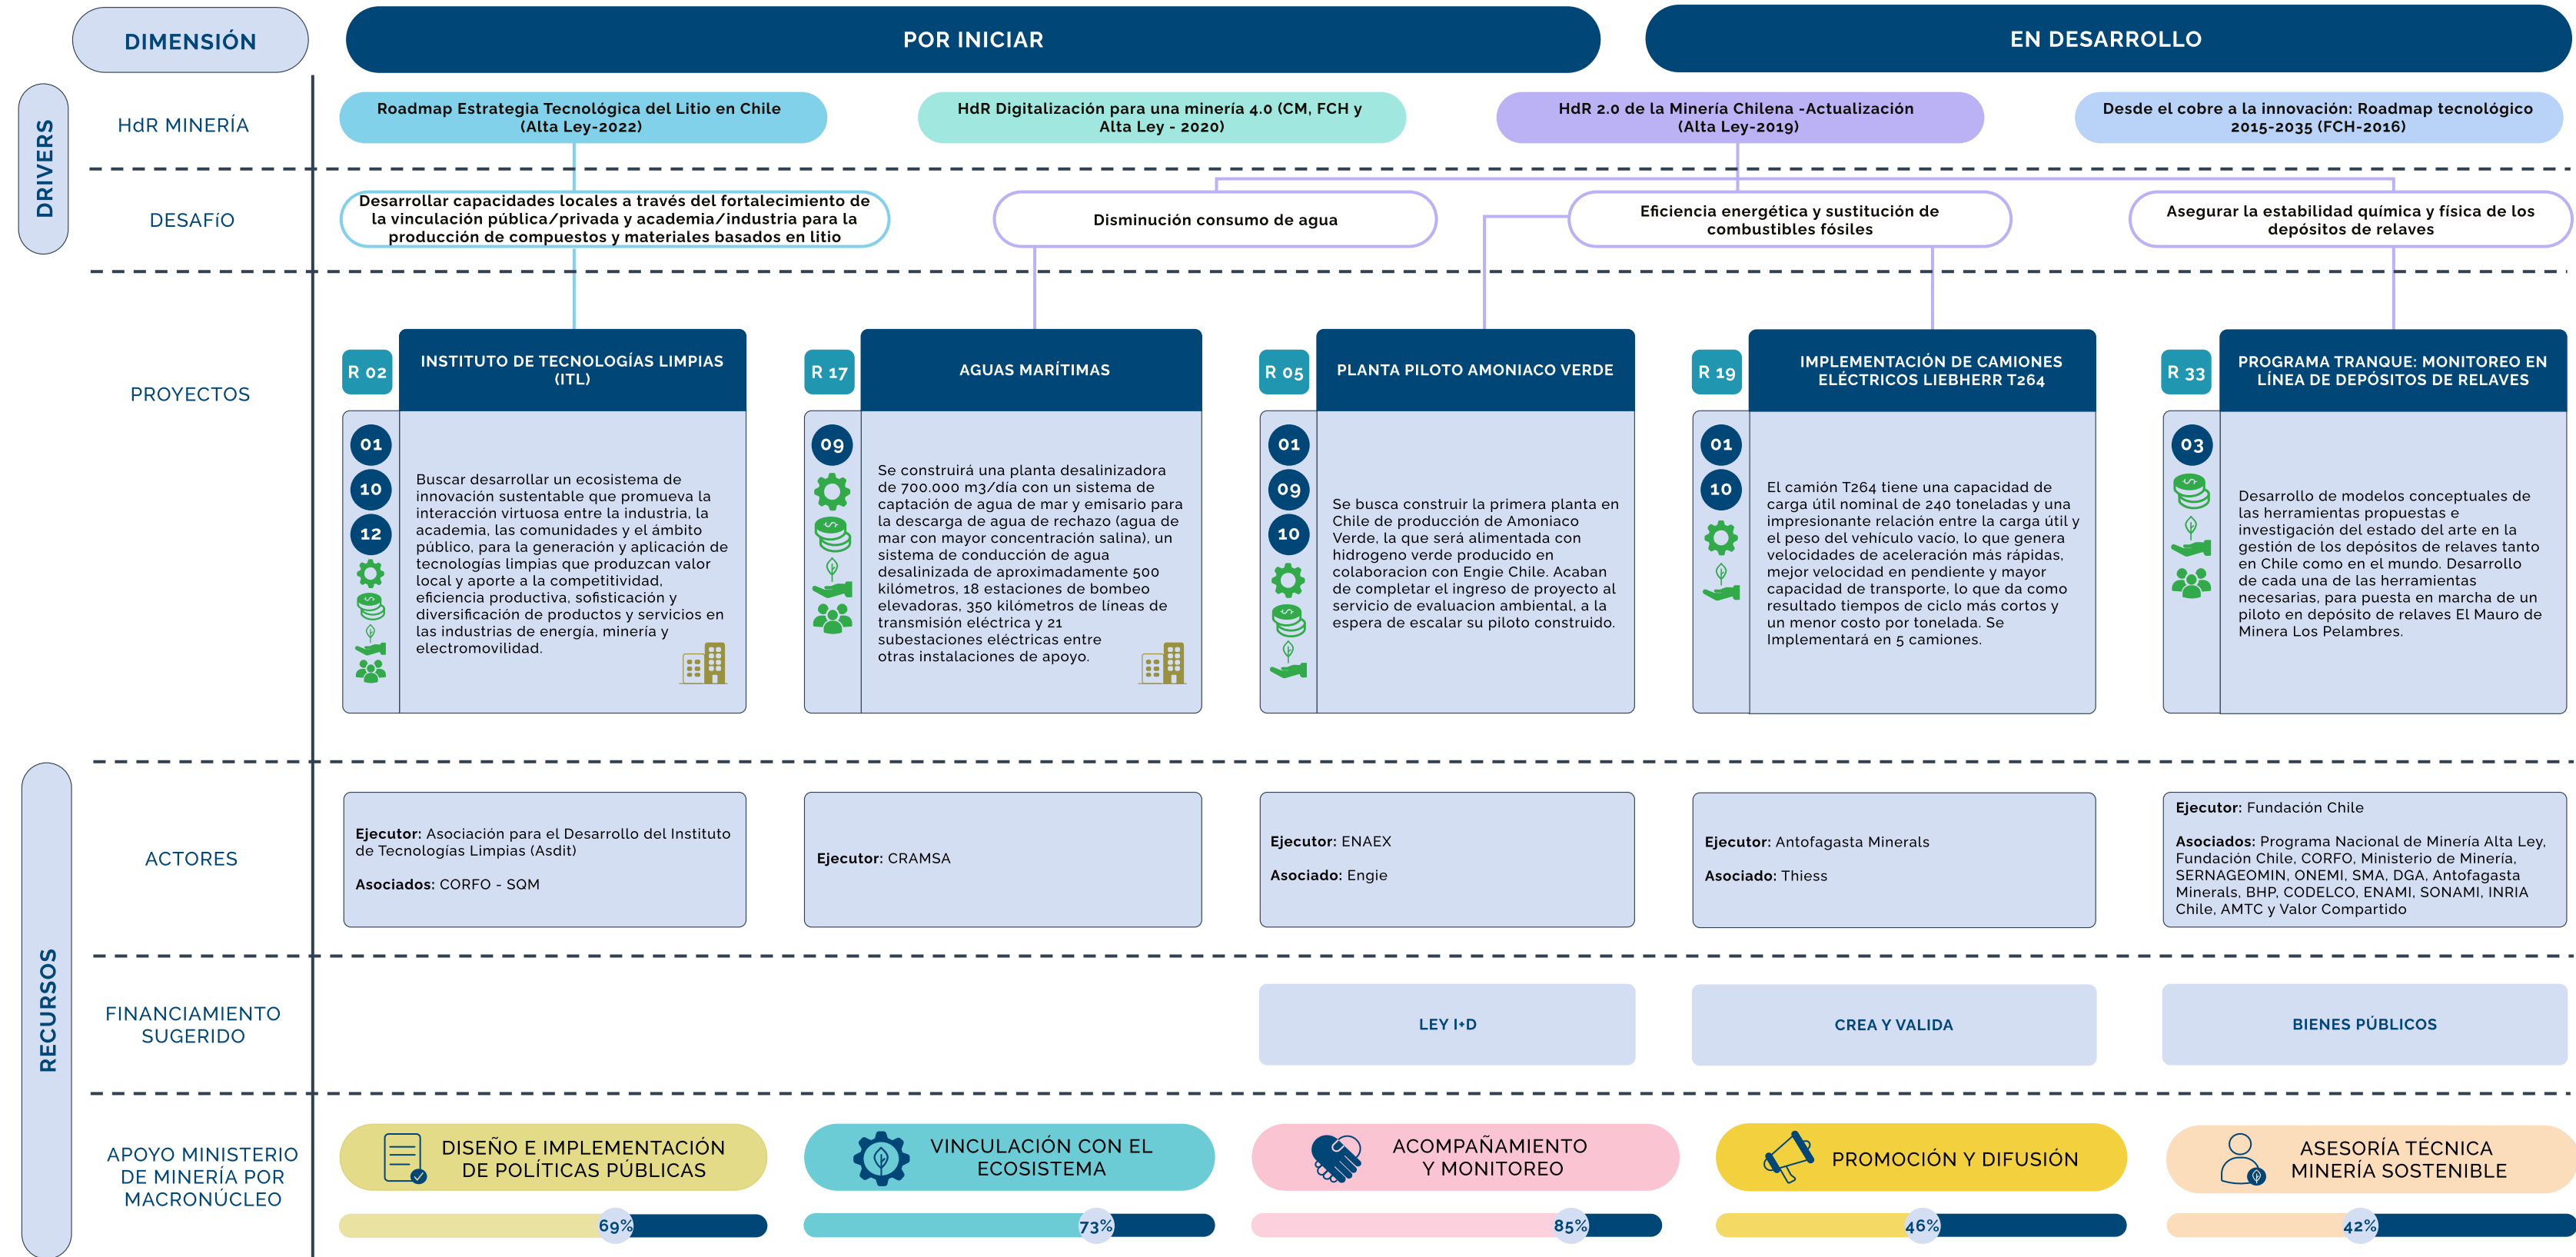 DIMENSIÓN
POR INICIAR
EN DESARROLLO
DRIVERS
HdR MINERÍA
Roadmap Estrategia Tecnológica del Litio en Chile
(Alta Ley-2022)
HdR Digitalización para una minería 4.0 (CM, FCH y
Alta Ley - 2020)
HdR 2.0 de la Minería Chilena -Actualización
(Alta Ley-2019)
Desde el cobre a la innovación: Roadmap tecnológico
2015-2035 (FCH-2016)
DESAFíO
Desarrollar capacidades locales a través del fortalecimiento de
la vinculación pública/privada y academia/industria para la
producción de compuestos y materiales basados en litio
Disminución consumo de agua
Eficiencia energética y sustitución de
combustibles fósiles
Asegurar la estabilidad química y física de los
depósitos de relaves
PROYECTOS
R 02
INSTITUTO DE TECNOLOGÍAS LIMPIAS
(ITL)
01
10
12
Buscar desarrollar un ecosistema de
innovación sustentable que promueva la
interacción virtuosa entre la industria, la
academia, las comunidades y el ámbito
público, para la generación y aplicación de
tecnologías limpias que produzcan valor
local y aporte a la competitividad,
eficiencia productiva, sofisticación y
diversificación de productos y servicios en
las industrias de energía, minería y
electromovilidad.
R 17
AGUAS MARÍTIMAS
09
Se construirá una planta desalinizadora
de 700.000 m3/día con un sistema de
captación de agua de mar y emisario para
la descarga de agua de rechazo (agua de
mar con mayor concentración salina), un
sistema de conducción de agua
desalinizada de aproximadamente 500
kilómetros, 18 estaciones de bombeo
elevadoras, 350 kilómetros de líneas de
transmisión eléctrica y 21
subestaciones eléctricas entre
otras instalaciones de apoyo.
R 05
PLANTA PILOTO AMONIACO VERDE
01
09
10
Se busca construir la primera planta en
Chile de producción de Amoniaco
Verde, la que será alimentada con
hidrogeno verde producido en
colaboracion con Engie Chile. Acaban
de completar el ingreso de proyecto al
servicio de evaluacion ambiental, a la
espera de escalar su piloto construido.
R 19
IMPLEMENTACIÓN DE CAMIONES
ELÉCTRICOS LIEBHERR T264
01
10
El camión T264 tiene una capacidad de
carga útil nominal de 240 toneladas y una
impresionante relación entre la carga útil y
el peso del vehículo vacío, lo que genera
velocidades de aceleración más rápidas,
mejor velocidad en pendiente y mayor
capacidad de transporte, lo que da como
resultado tiempos de ciclo más cortos y
un menor costo por tonelada. Se
Implementará en 5 camiones.
R 33
PROGRAMA TRANQUE: MONITOREO EN
LÍNEA DE DEPÓSITOS DE RELAVES
03
Desarrollo de modelos conceptuales de
las herramientas propuestas e
investigación del estado del arte en la
gestión de los depósitos de relaves tanto
en Chile como en el mundo. Desarrollo
de cada una de las herramientas
necesarias, para puesta en marcha de un
piloto en depósito de relaves El Mauro de
Minera Los Pelambres.
RECURSOS
ACTORES
Ejecutor: Asociación para el Desarrollo del Instituto
de Tecnologías Limpias (Asdit)
Asociados: CORFO - SQM
Ejecutor: CRAMSA
Ejecutor: ENAEX
Asociado: Engie
Ejecutor: Antofagasta Minerals
Asociado: Thiess
Ejecutor: Fundación Chile
Asociados: Programa Nacional de Minería Alta Ley,
Fundación Chile, CORFO, Ministerio de Minería,
SERNAGEOMIN, ONEMI, SMA, DGA, Antofagasta
Minerals, BHP, CODELCO, ENAMI, SONAMI, INRIA
Chile, AMTC y Valor Compartido
FINANCIAMIENTO
SUGERIDO
LEY I+D
CREA Y VALIDA
BIENES PÚBLICOS
APOYO MINISTERIO
DE MINERÍA POR
MACRONÚCLEO
DISEÑO E IMPLEMENTACIÓN
DE POLÍTICAS PÚBLICAS
69%
VINCULACIÓN CON EL
ECOSISTEMA
73%
ACOMPAÑAMIENTO
Y MONITOREO
85%
PROMOCIÓN Y DIFUSIÓN
46%
ASESORÍA TÉCNICA
MINERÍA SOSTENIBLE
42%